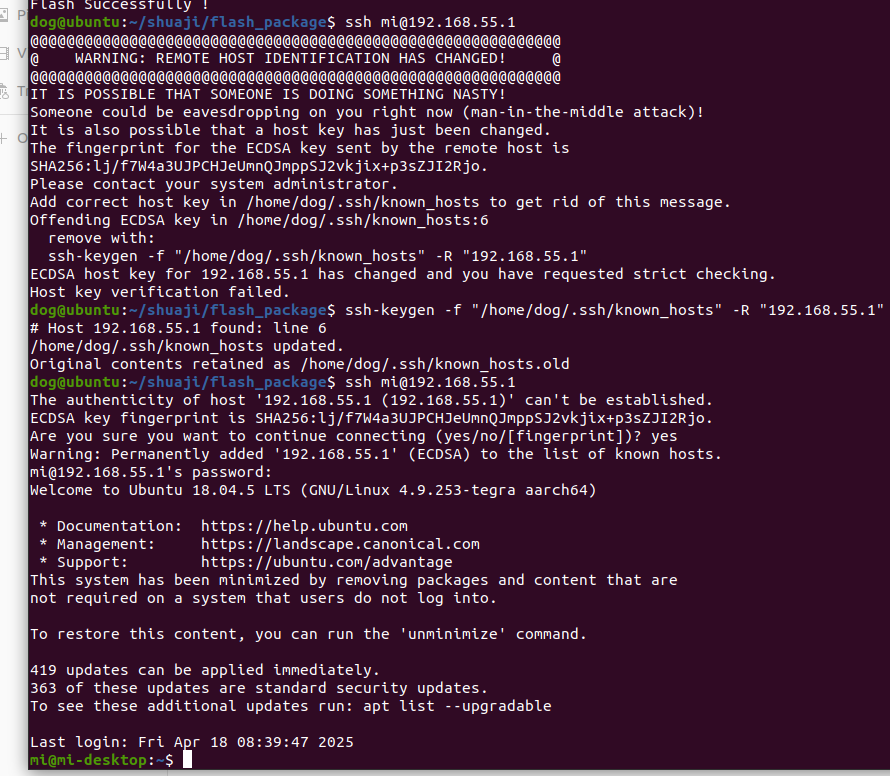 Flash Successfully !
dog@ubuntu:~/shuaji/flash_package$ ssh mi@192.168.55.1
@@@@@@@@@@@@@@@@@@@@@@@@@@@@@@@@@@@@@@@@@@@@@@@@@@@@@@@@@@@
@    WARNING: REMOTE HOST IDENTIFICATION HAS CHANGED!     @
@@@@@@@@@@@@@@@@@@@@@@@@@@@@@@@@@@@@@@@@@@@@@@@@@@@@@@@@@@@
IT IS POSSIBLE THAT SOMEONE IS DOING SOMETHING NASTY!
Someone could be eavesdropping on you right now (man-in-the-middle attack)!
It is also possible that a host key has just been changed.
The fingerprint for the ECDSA key sent by the remote host is
SHA256:lj/f7W4a3UJPCHJeUmnQJmppSJ2vkjix+p3sZJI2Rjo.
Please contact your system administrator.
Add correct host key in /home/dog/.ssh/known_hosts to get rid of this message.
Offending ECDSA key in /home/dog/.ssh/known_hosts:6
  remove with:
  ssh-keygen -f "/home/dog/.ssh/known_hosts" -R "192.168.55.1"
ECDSA host key for 192.168.55.1 has changed and you have requested strict checking.
Host key verification failed.
dog@ubuntu:~/shuaji/flash_package$ ssh-keygen -f "/home/dog/.ssh/known_hosts" -R "192.168.55.1"
# Host 192.168.55.1 found: line 6
/home/dog/.ssh/known_hosts updated.
Original contents retained as /home/dog/.ssh/known_hosts.old
dog@ubuntu:~/shuaji/flash_package$ ssh mi@192.168.55.1
The authenticity of host '192.168.55.1 (192.168.55.1)' can't be established.
ECDSA key fingerprint is SHA256:lj/f7W4a3UJPCHJeUmnQJmppSJ2vkjix+p3sZJI2Rjo.
Are you sure you want to continue connecting (yes/no/[fingerprint])? yes
Warning: Permanently added '192.168.55.1' (ECDSA) to the list of known hosts.
mi@192.168.55.1's password:
Welcome to Ubuntu 18.04.5 LTS (GNU/Linux 4.9.253-tegra aarch64)

 * Documentation:  https://help.ubuntu.com
 * Management:     https://landscape.canonical.com
 * Support:        https://ubuntu.com/advantage
This system has been minimized by removing packages and content that are
not required on a system that users do not log into.

To restore this content, you can run the 'unminimize' command.

419 updates can be applied immediately.
363 of these updates are standard security updates.
To see these additional updates run: apt list --upgradable

Last login: Fri Apr 18 08:39:47 2025
mi@mi-desktop:~$